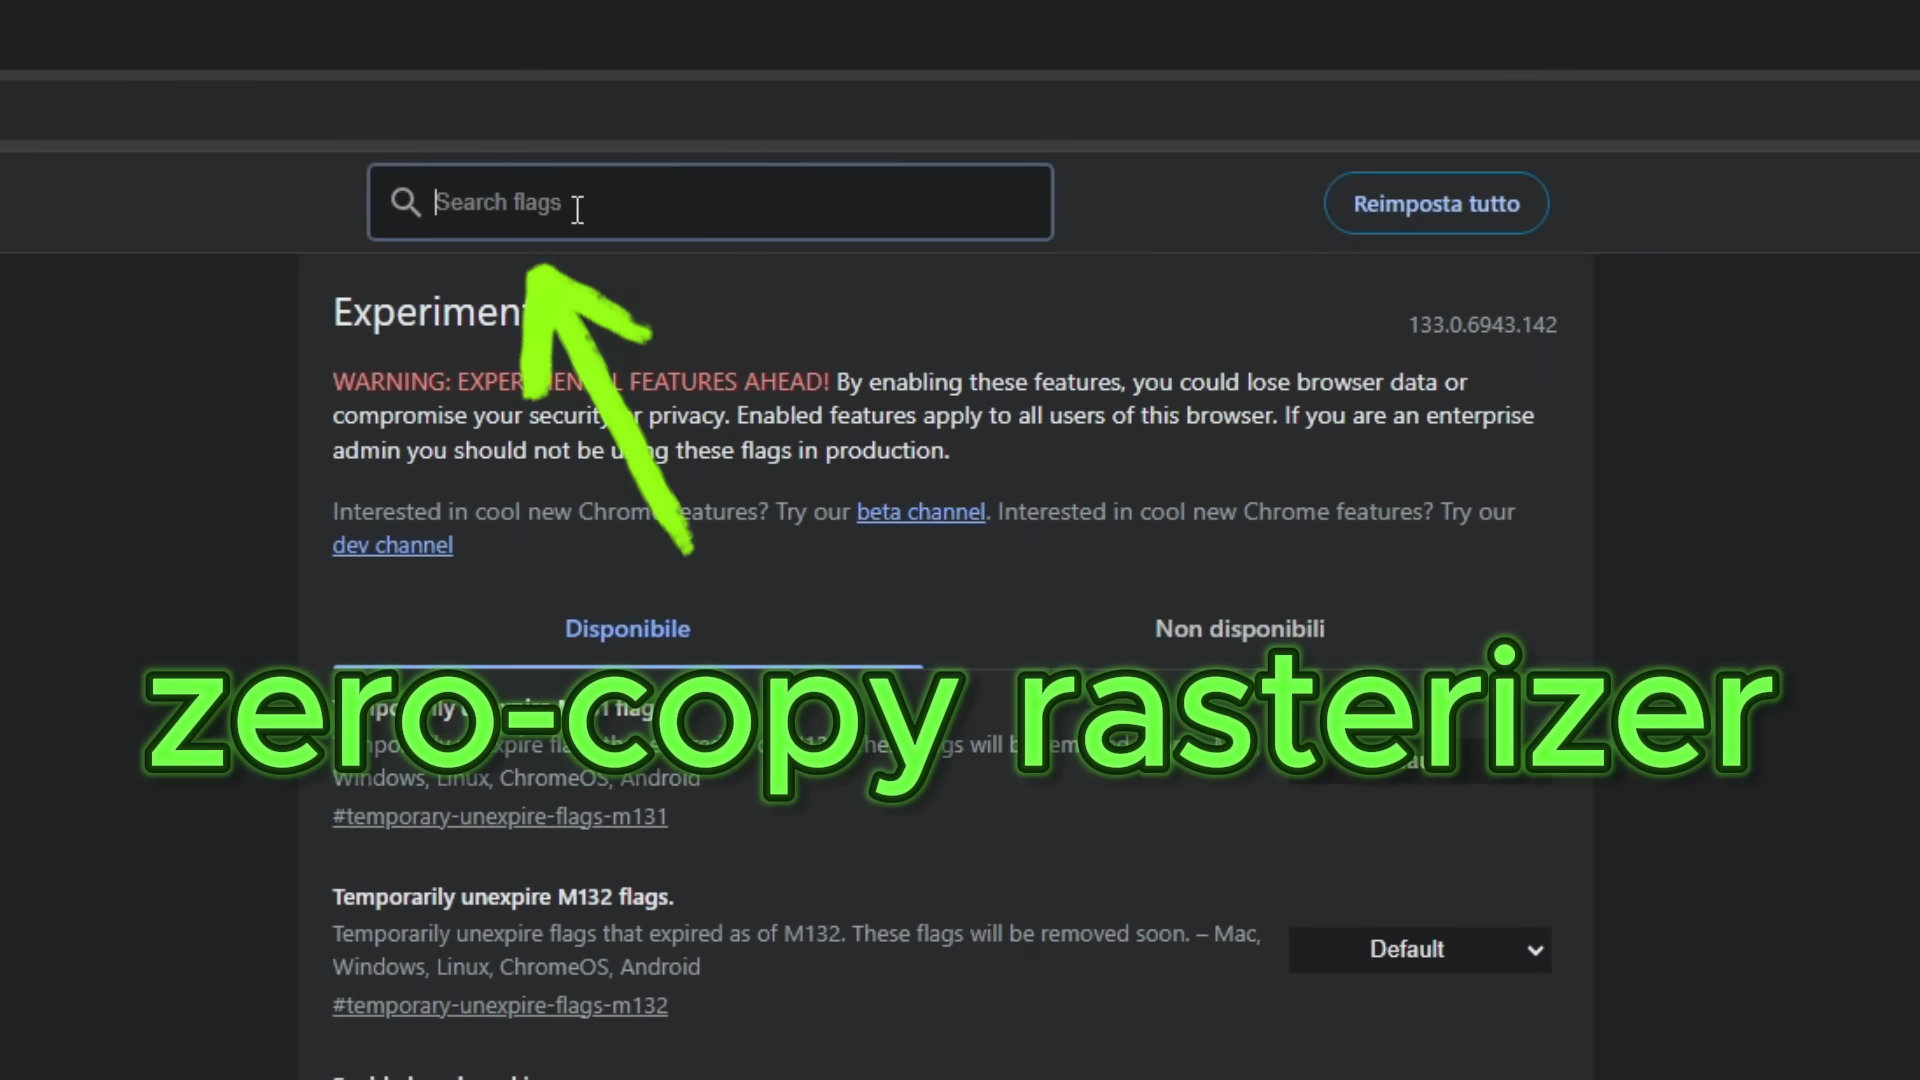 Search flags
Reimposta tutto
133.0.6943.142
WARNING: FEATURES AHEAD! By enabling these features, you could lose browser data or
compromise your security privacy. Enabled features apply to all users of this browser. If you are an enterprise
admin you should not be these flags in production.
Interested in cool new Chrome features? Try our beta channel. Interested in cool new Chrome features? Try our
dev channel
Disponibile
Non disponibili
zero-copy rasterizer
Windows, Linux, ChromeOS, Android
#temporary-unexpire-flags-m131
Temporarily unexpire M132 flags.
Temporarily unexpire flags that expired as of M132. These flags will be removed soon. – Mac,
Windows, Linux, ChromeOS, Android
Default
#temporary-unexpire-flags-m132